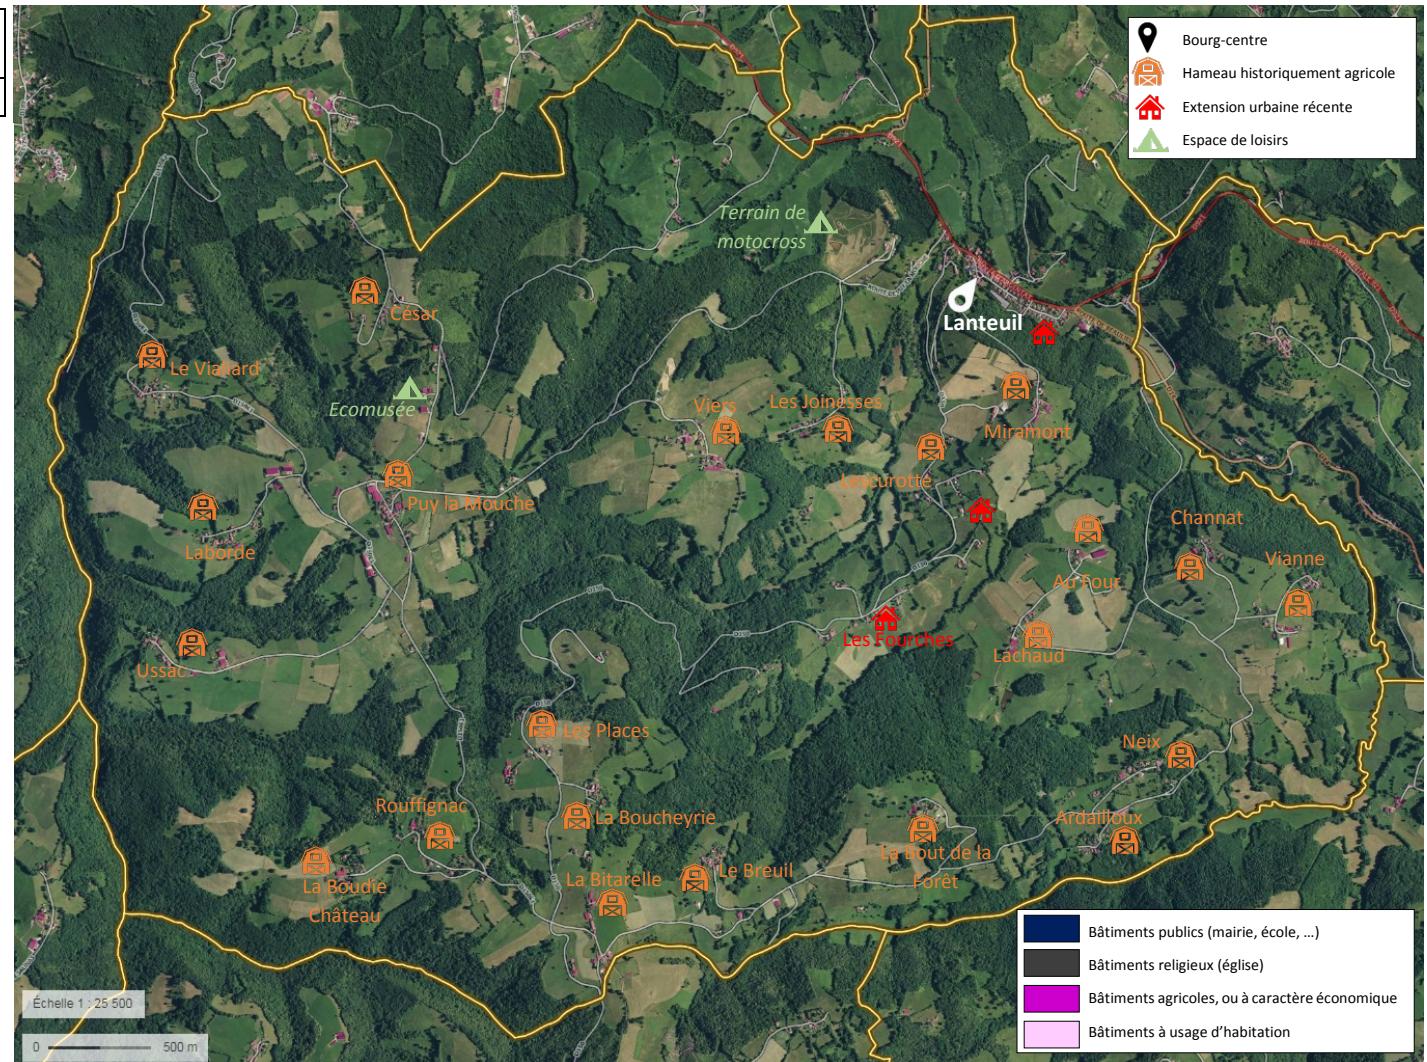 Bourg-centre
Hameau historiquement agricole
Extension urbaine récente
Espace de loisirs
Terrain de
motocross
Lanteuil
César
Le Viallard
Ecomusée
Viers
Les Joinesses
Miramont
Lescurotte
Puy la Mouche
Laborde
Channat
Vianne
Au Four
Les Fourches
Lachaud
Ussac
Les Places
Neix
Rouffignac
La Boucheyrie
Ardailloux
La Bout de la
Forêt
La Bitarelle
Le Breuil
La Boudie
Château
Bâtiments publics (mairie, école, …)
Bâtiments religieux (église)
Bâtiments agricoles, ou à caractère économique
Bâtiments à usage d'habitation
Échelle 1 : 25 500
0 500 m